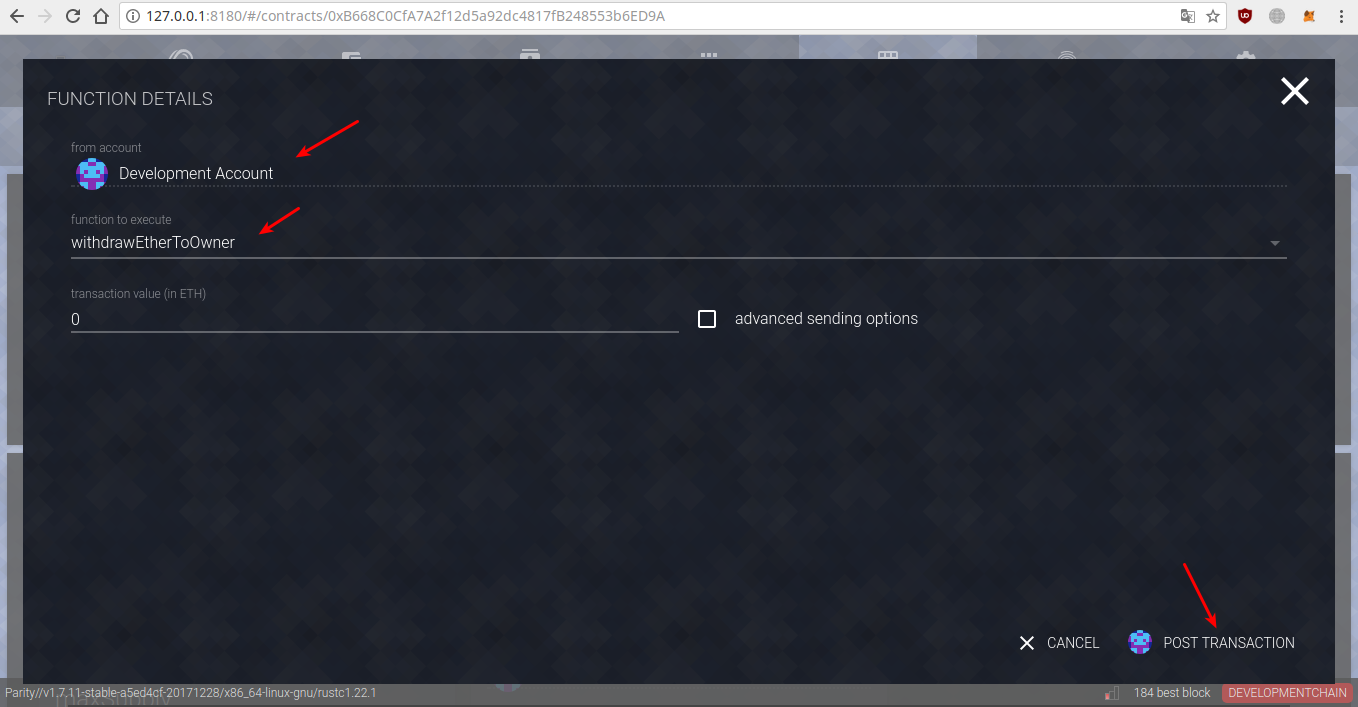 127.0.0.1:8180/#/contracts/0xB668C0CfA7A2f12d5a92dc4817fB248553b6ED9A
FUNCTION DETAILS
from account
Development Account
function to execute
withdrawEtherToOwner
transaction value (in ETH)
0
advanced sending options
CANCEL
POST TRANSACTION
Parity//v1.7.11-stable-a5ed4cf-20171228/x86_64-linux-gnu/rustc1.22.1
184 best block
DEVELOPMENTCHAIN